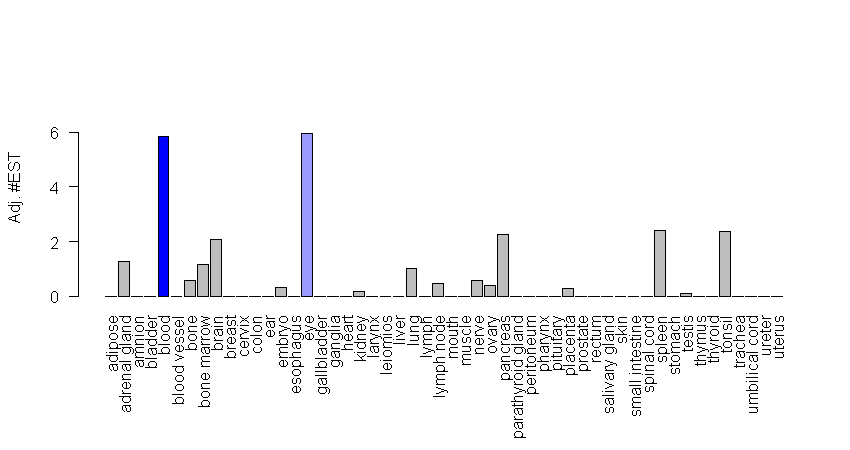 Adj. #EST
6
4
2
0
adipose
adrenal gland
amnion
bladder
blood
blood vessel
bone
bone marrow
brain
breast
cervix
colon
ear
embryo
esophagus
eye
gallbladder
ganglia
heart
kidney
larynx
leiomios
liver
lung
lymph
lymph node
mouth
muscle
nerve
ovary
pancreas
parathyroid gland
peritoneum
pharynx
pituitary
placenta
prostate
rectum
salivary gland
skin
small intestine
spinal cord
spleen
stomach
testis
thymus
thyroid
tonsil
trachea
umbilical cord
ureter
uterus